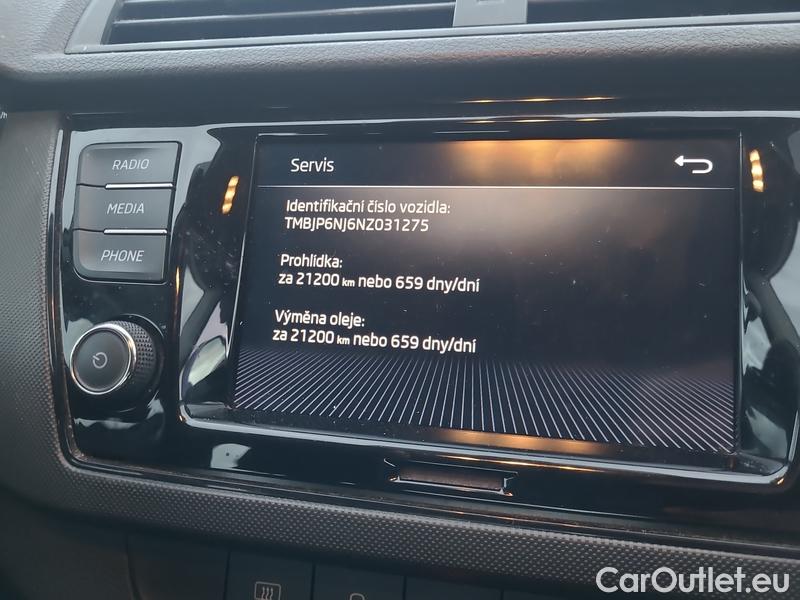 RADIO
MEDIA
PHONE
Servis
Identifikační číslo vozidla:
TMBJP6NJ6NZ031275
Prohlídka:
za 21200 km nebo 659 dny/dní
Výměna oleje:
za 21200 km nebo 659 dny/dní
CarOutlet.eu